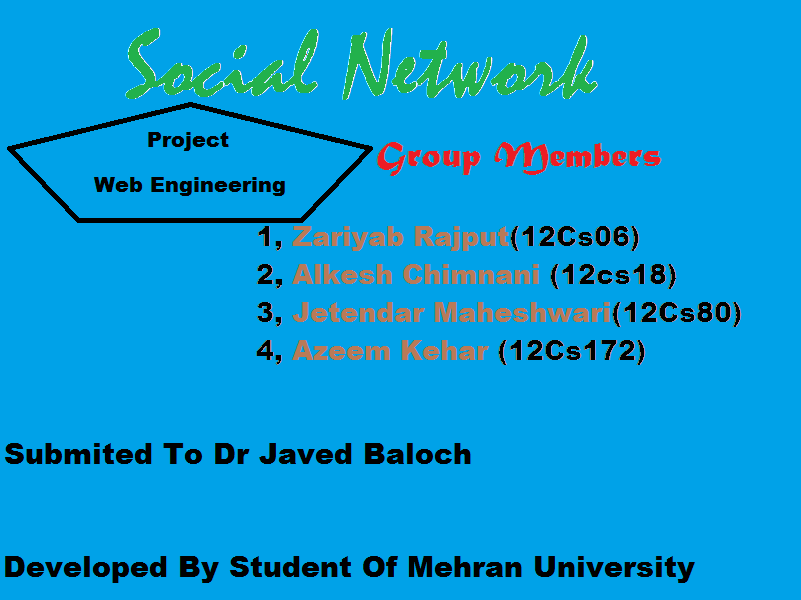 Social Network
Project
Group Members
Web Engineering
1, Zariyab Rajput(12Cs06)
2, Alkesh Chimnani (12cs18)
3, Jetendar Maheshwari(12Cs80)
4, Azeem Kehar (12Cs172)
Submited To Dr Javed Baloch
Developed By Student Of Mehran University